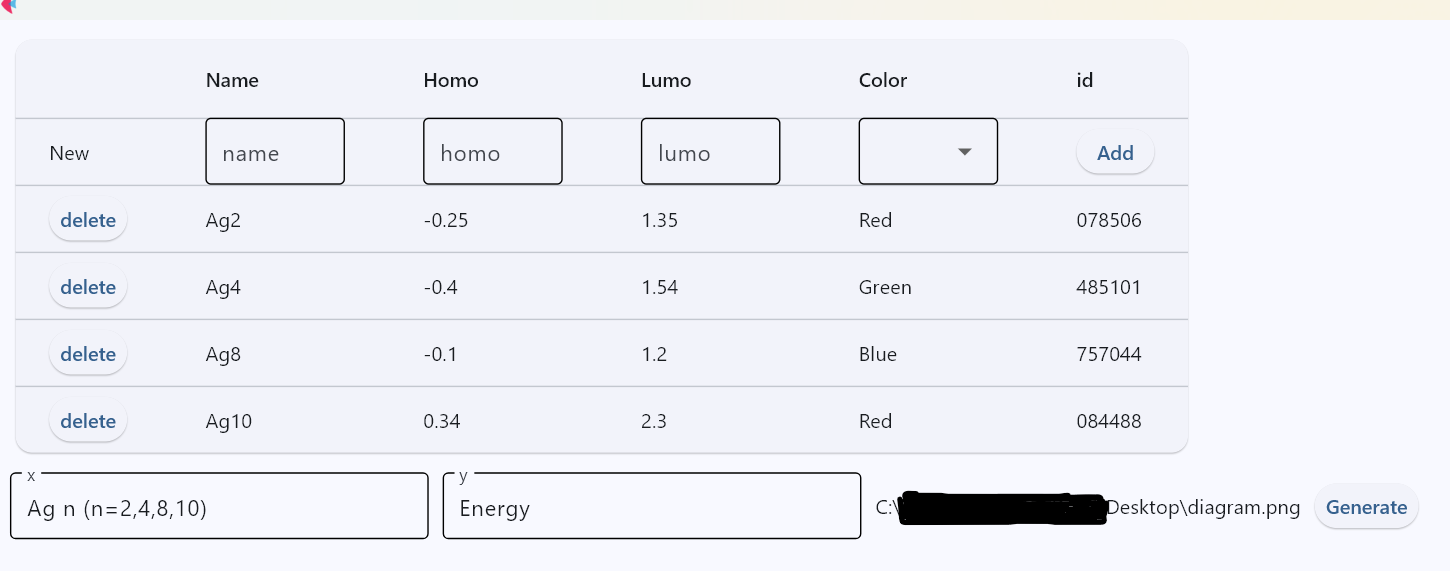 Name Homo Lumo Color id
New name homo lumo Add
delete Ag2 -0.25 1.35 Red 078506
delete Ag4 -0.4 1.54 Green 485101
delete Ag8 -0.1 1.2 Blue 757044
delete Ag10 0.34 2.3 Red 084488
x y
Ag n (n=2,4,8,10) Energy C:\ Desktop\diagram.png Generate